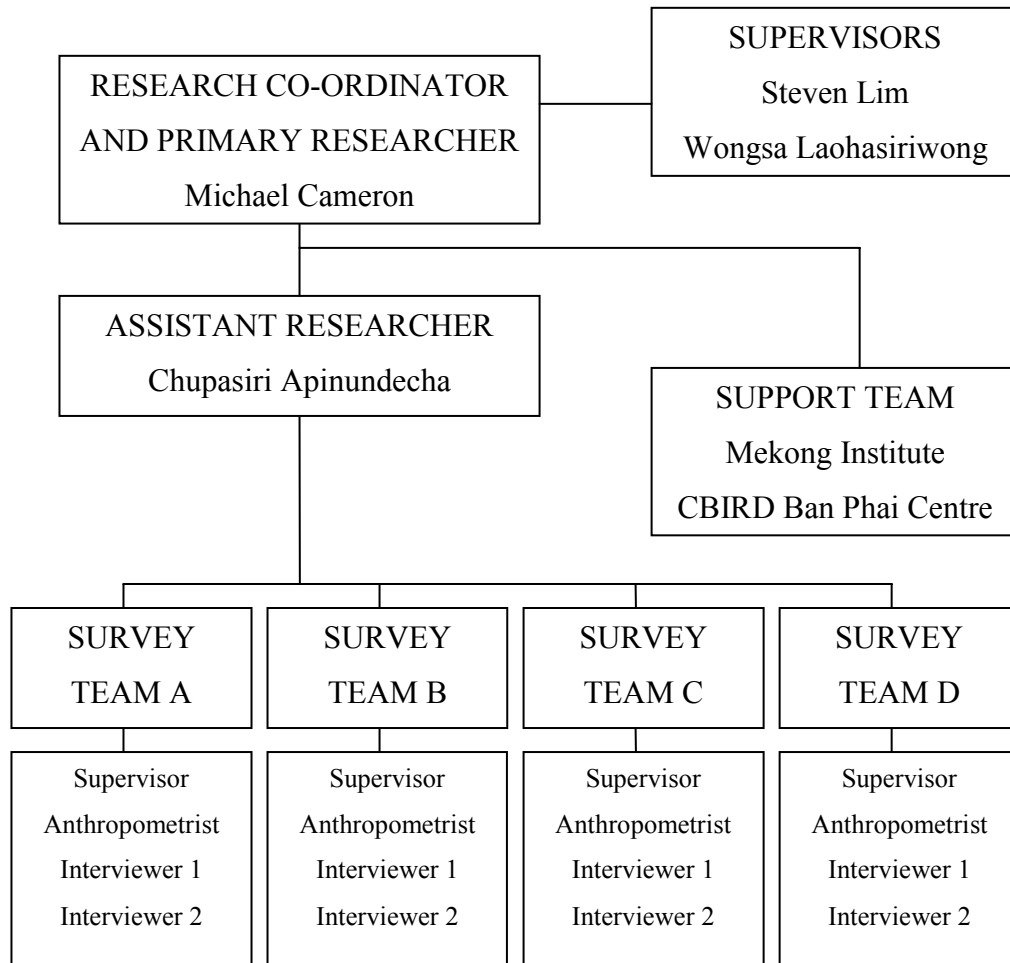 SUPERVISORS
Steven Lim
Wongsa Laohasiriwong
RESEARCH CO-ORDINATOR
AND PRIMARY RESEARCHER
Michael Cameron
ASSISTANT RESEARCHER
Chupasiri Apinundecha
SUPPORT TEAM
Mekong Institute
CBIRD Ban Phai Centre
SURVEY
TEAM A
SURVEY
TEAM B
SURVEY
TEAM C
SURVEY
TEAM D
Supervisor
Anthropometrist
Interviewer 1
Interviewer 2
Supervisor
Anthropometrist
Interviewer 1
Interviewer 2
Supervisor
Anthropometrist
Interviewer 1
Interviewer 2
Supervisor
Anthropometrist
Interviewer 1
Interviewer 2